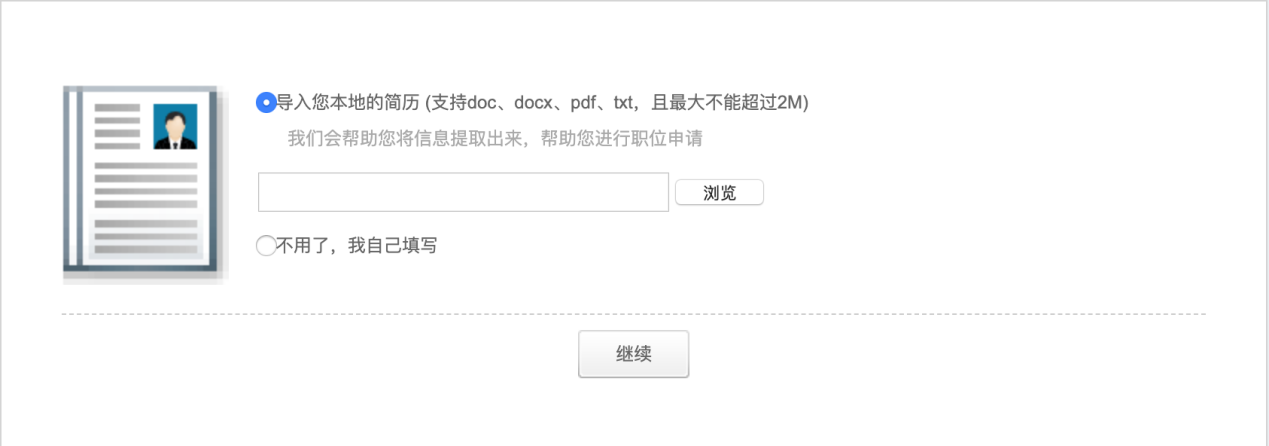 导入您本地的简历 (支持doc、docx、pdf、txt，且最大不能超过2M)
我们会帮助您将信息提取出来，帮助您进行职位申请
浏览
不用了，我自己填写
继续